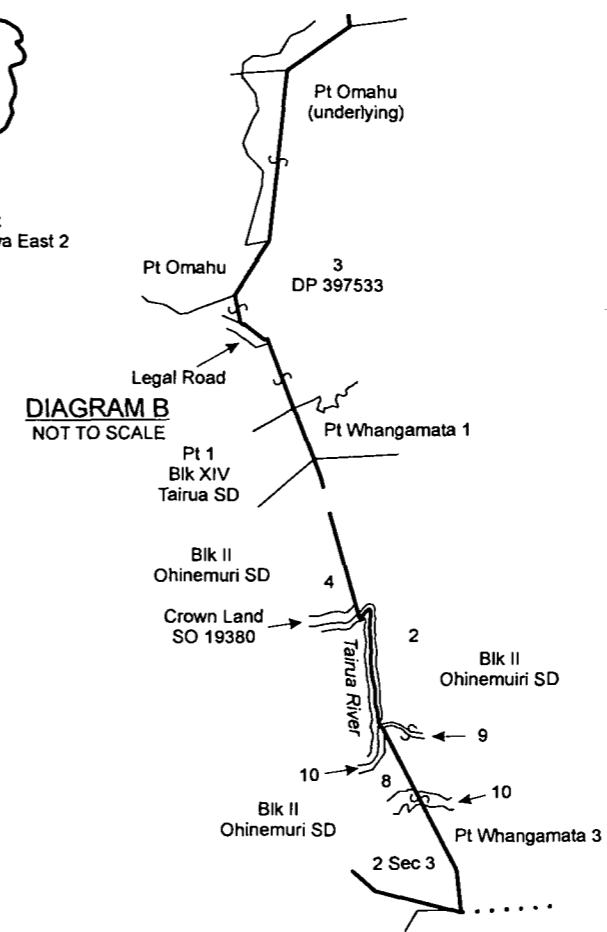 Pt Omahu
(underlying)
a East 2
Pt Omahu
3
DP 397533
Legal Road
DIAGRAM B
NOT TO SCALE
Pt Whangamata 1
Pt 1
Blk XIV
Tairua SD
Blk II
Ohinemuri SD
4
Crown Land
SO 19380
2
Tairua River
Blk II
Ohinemuiri SD
9
10
8
10
Blk II
Ohinemuri SD
Pt Whangamata 3
2 Sec 3